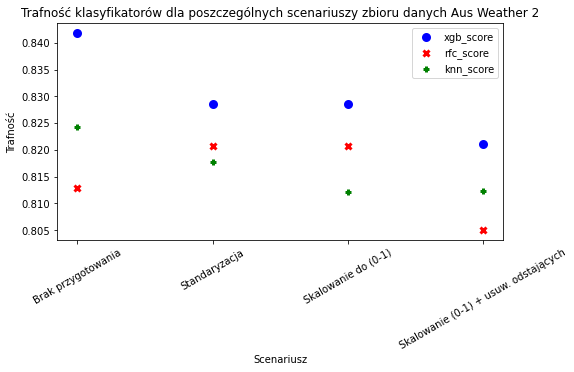 Trafność klasyfikatorów dla poszczególnych scenariuszy zbioru danych Aus Weather 2
xgb_score
rfc_score
knn_score
Trafność
0.840
0.835
0.830
0.825
0.820
0.815
0.810
0.805
Brak przygotowania
Standaryzacja
Skalowanie do (0-1)
Skalowanie (0-1) + usuw. odstających
Scenariusz